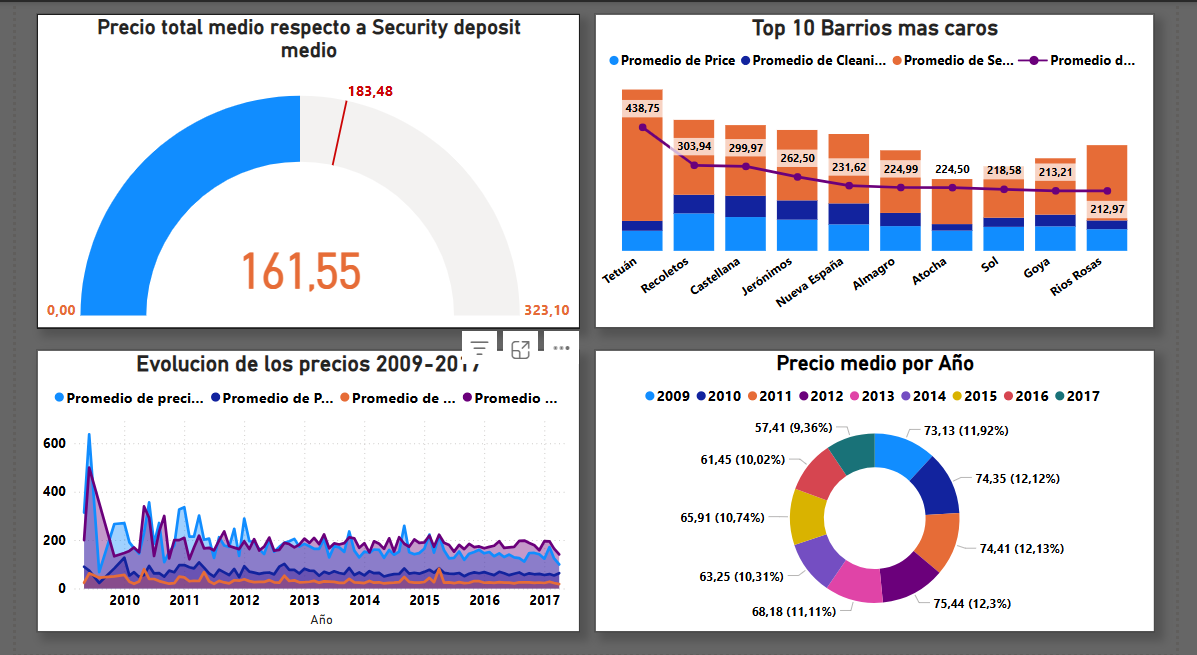 Precio total medio respecto a Security deposit
medio
183,48
161,55
0,00
323,10
Top 10 Barrios mas caros
Promedio de Price Promedio de Cleani... Promedio de Se... Promedio d...
438,75
303,94
299,97
262,50
231,62
224,99
224,50
218,58
213,21
212,97
Tetuán
Recoletos
Castellana
Jerónimos
Nueva España
Almagro
Atocha
Sol
Goya
Rios Rosas
Evolucion de los precios 2009-2017
Promedio de preci... Promedio de P... Promedio de ... Promedio ...
600
400
200
0
2010 2011 2012 2013 2014 2015 2016 2017
Año
Precio medio por Año
2009 2010 2011 2012 2013 2014 2015 2016 2017
57,41 (9,36%)
73,13 (11,92%)
61,45 (10,02%)
74,35 (12,12%)
65,91 (10,74%)
74,41 (12,13%)
63,25 (10,31%)
75,44 (12,3%)
68,18 (11,11%)